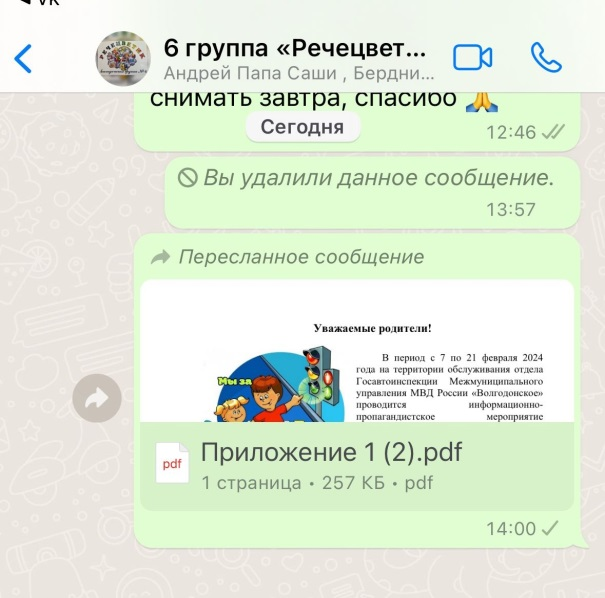 VK
6 группа «Речецвет...
Андрей Папа Саши , Бердни...
снимать завтра, спасибо 🙏
Сегодня
12:46
Вы удалили данное сообщение.
13:57
Пересланное сообщение
Уважаемые родители!
В период с 7 по 21 февраля 2024
года на территории обслуживания отдела
Госавтоинспекции Межмуниципального
управления МВД России «Волгодонское»
проводится информационно-
пропагандистское мероприятие
Мы за
pdf
Приложение 1 (2).pdf
1 страница • 257 КБ • pdf
14:00